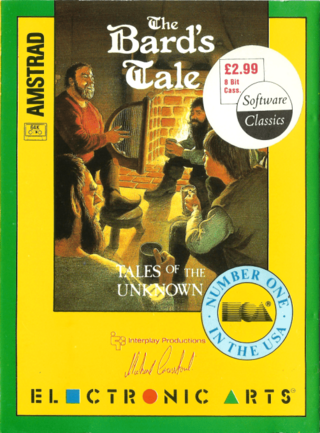 AMSTRAD
64K
The
Bard's
Tale
£2.99
8 Bit
Cass.
Software
Classics
TALES OF THE
UNKNOWN
NUMBER ONE
IN THE USA
Interplay Productions
ELECTRONIC ARTS